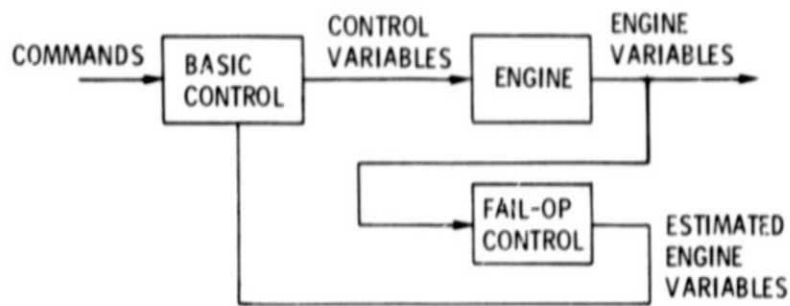 COMMANDS
BASIC
CONTROL
CONTROL
VARIABLES
ENGINE
ENGINE
VARIABLES
FAIL-OP
CONTROL
ESTIMATED
ENGINE
VARIABLES